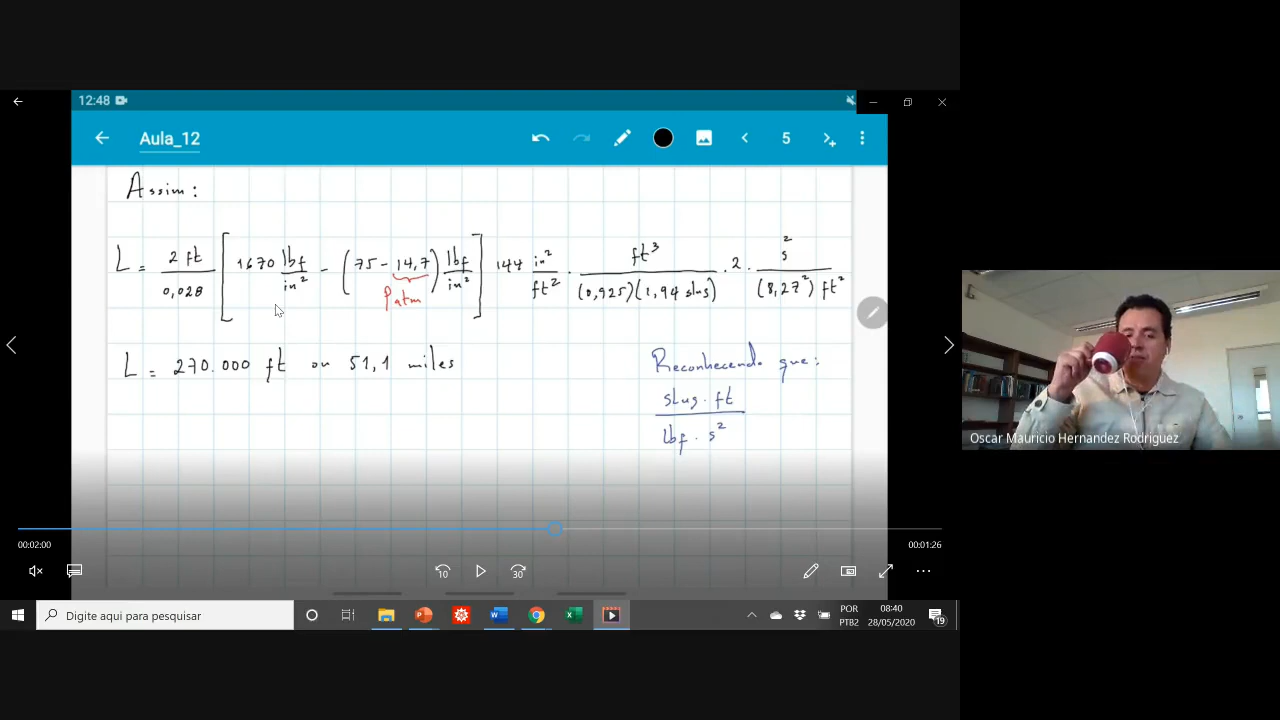 12:48
Aula_12
5
Assim:
L = 2 ft / 0,028 [ 1670 lbf/in² - (75 - 14,7) lbf/in² ] 144 in²/ft² · ft³ / (0,925)(1,94 slug) · 2 · s² / (8,27²) ft²
Patm
L = 270.000 ft ou 51,1 miles
Reconhecendo que:
slug. ft
lbf. s²
Oscar Mauricio Hernandez Rodriguez
00:02:00
00:01:26
10
30
Digite aqui para pesquisar
POR
PTB2
08:40
28/05/2020
19